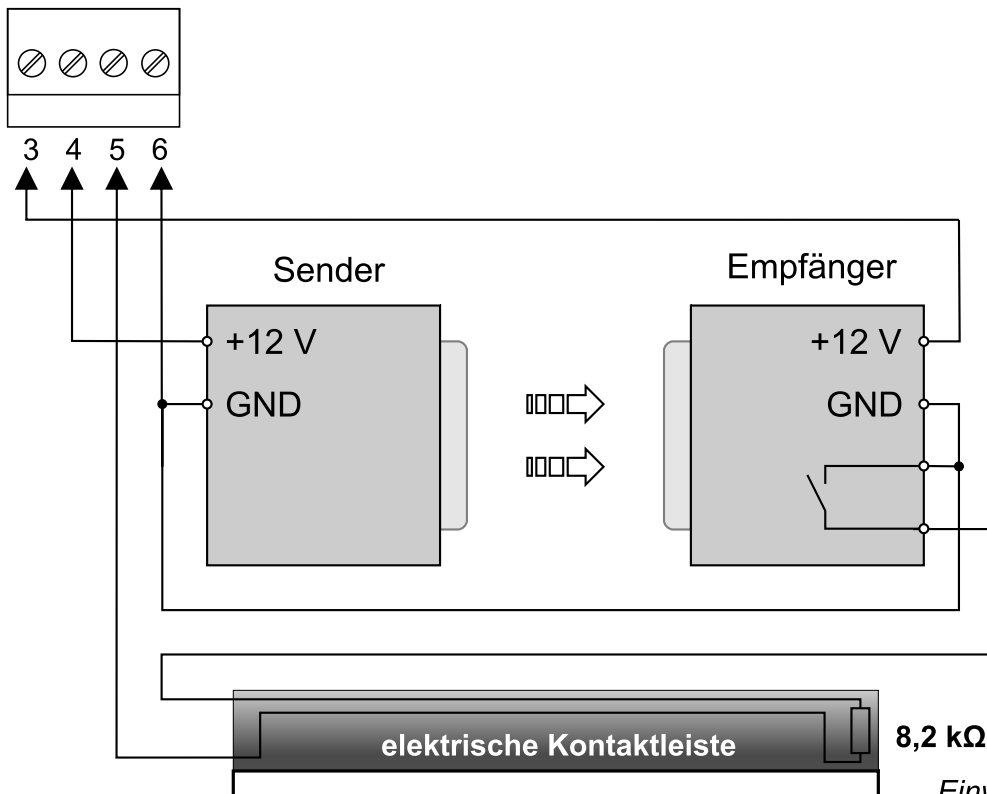 3 4 5 6
Sender
Empfänger
+12 V
+12 V
GND
GND
elektrische Kontaktleiste
8,2 kΩ